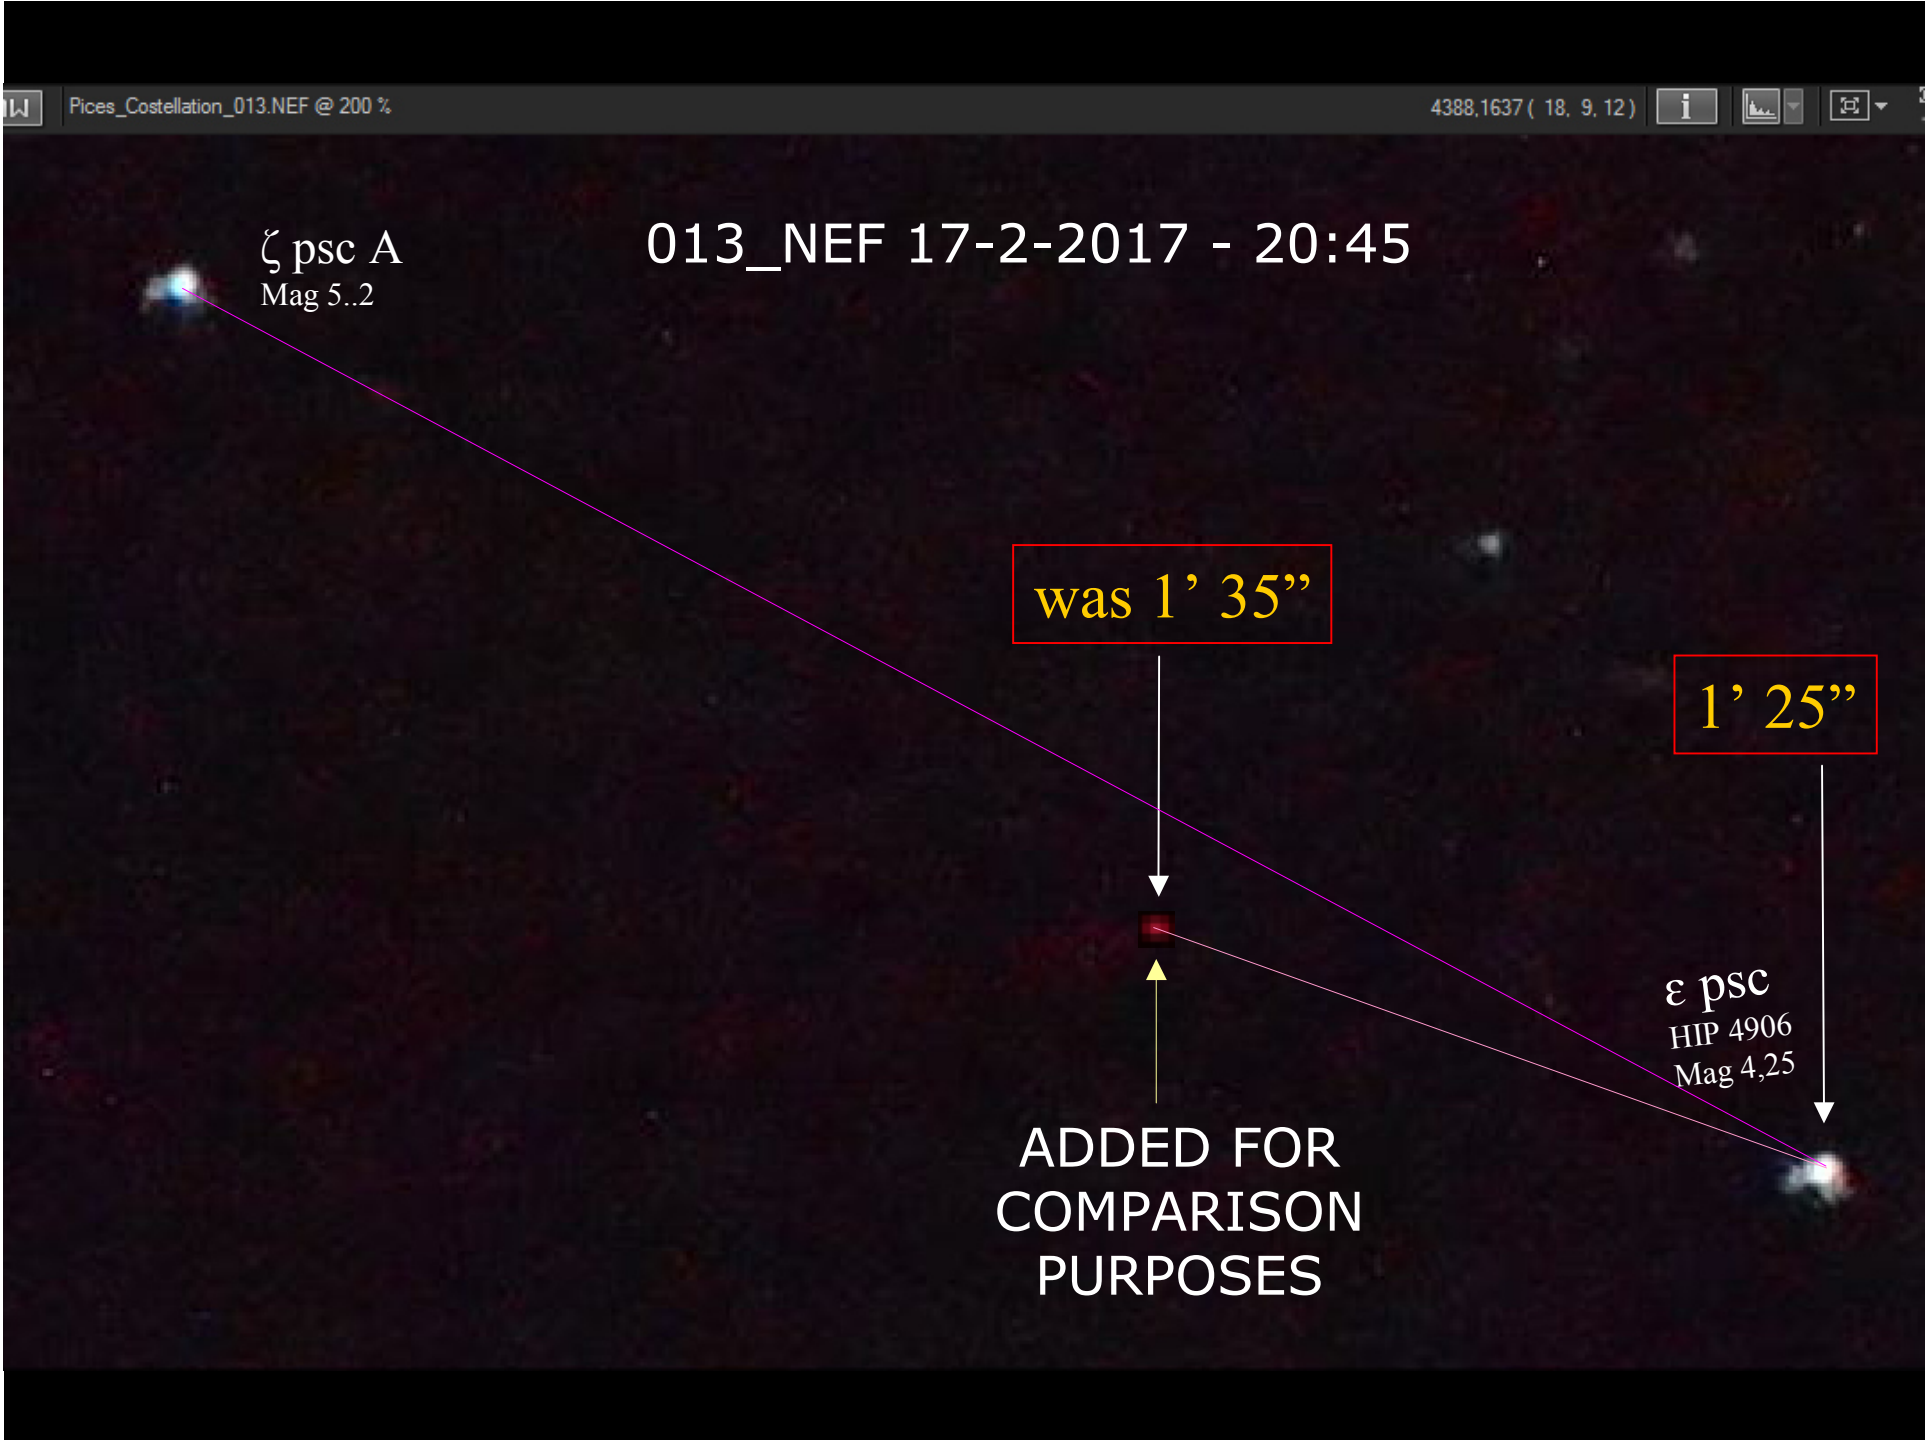 Pices_Costellation_013.NEF @ 200 %
4388,1637 ( 18, 9, 12 )
i
013_NEF 17-2-2017 - 20:45
ζ psc A
Mag 5..2
was 1’ 35”
1’ 25”
ε psc
HIP 4906
Mag 4,25
ADDED FOR
COMPARISON
PURPOSES